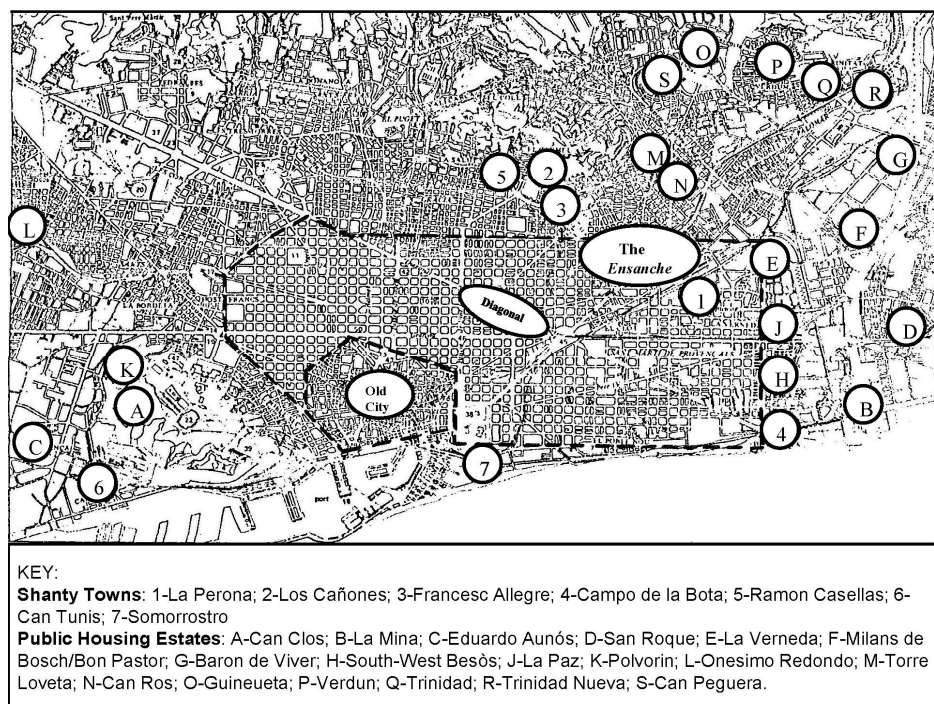 O
P
S
Q
R
M
G
5
2
N
3
L
F
The
Ensanche
E
1
Diagonal
J
D
K
Old
City
H
A
B
C
4
7
6
port
KEY:
Shanty Towns: 1-La Perona; 2-Los Cañones; 3-Francesc Allegre; 4-Campo de la Bota; 5-Ramon Casellas; 6-
Can Tunis; 7-Somorrostro
Public Housing Estates: A-Can Clos; B-La Mina; C-Eduardo Aunós; D-San Roque; E-La Verneda; F-Milans de
Bosch/Bon Pastor; G-Baron de Viver; H-South-West Besòs; J-La Paz; K-Polvorin; L-Onesimo Redondo; M-Torre
Loveta; N-Can Ros; O-Guineueta; P-Verdun; Q-Trinidad; R-Trinidad Nueva; S-Can Peguera.